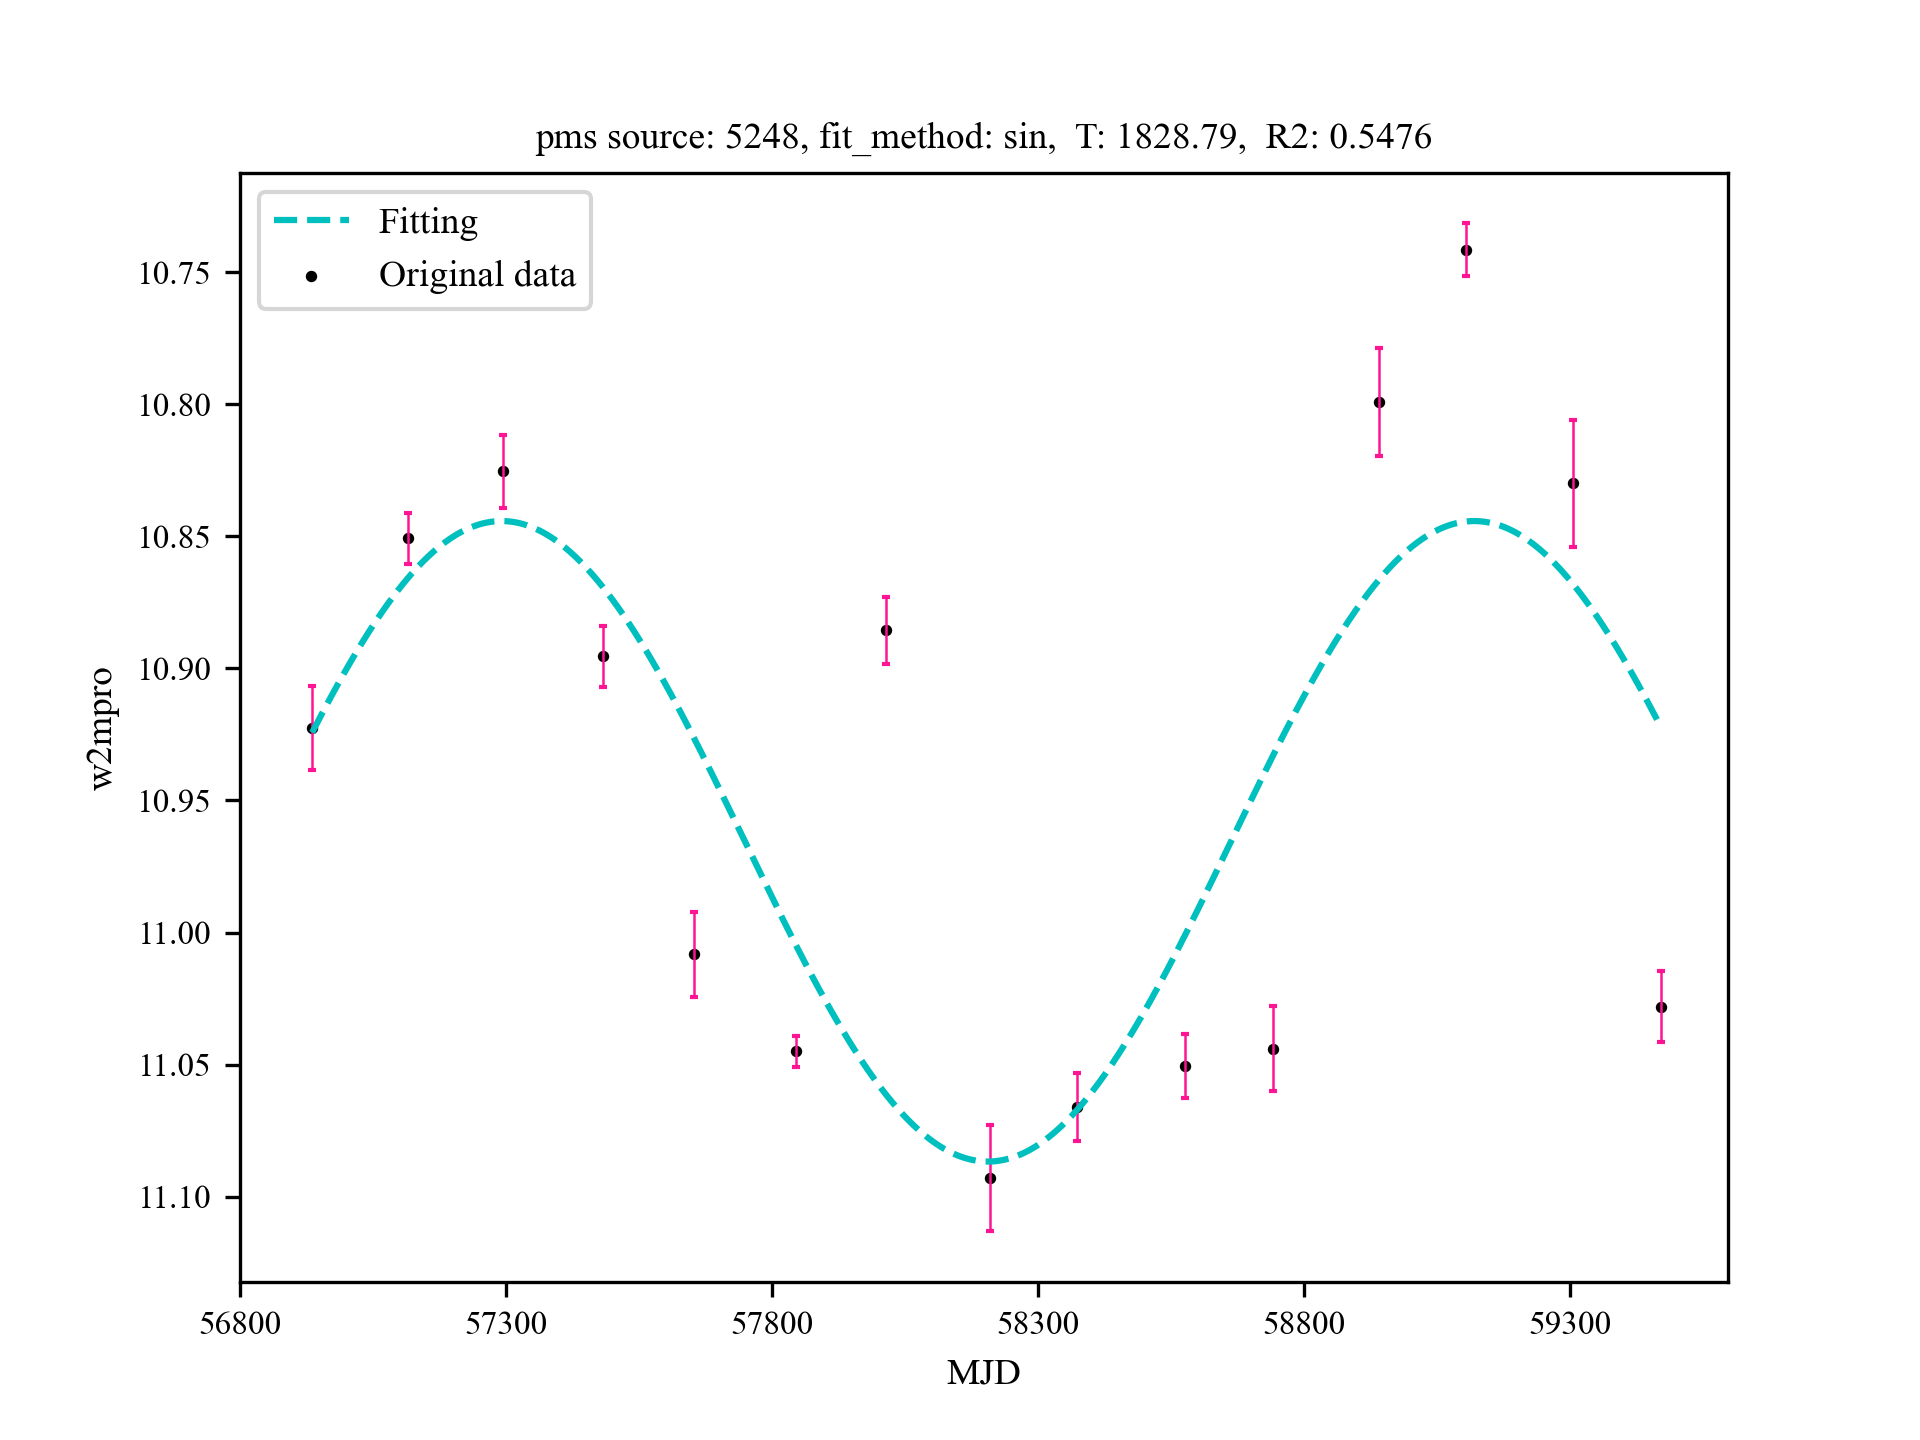 pms source: 5248, fit_method: sin,  T: 1828.79,  R2: 0.5476
Fitting
Original data
10.75
10.80
10.85
10.90
10.95
11.00
11.05
11.10
w2mpro
56800 57300 57800 58300 58800 59300
MJD